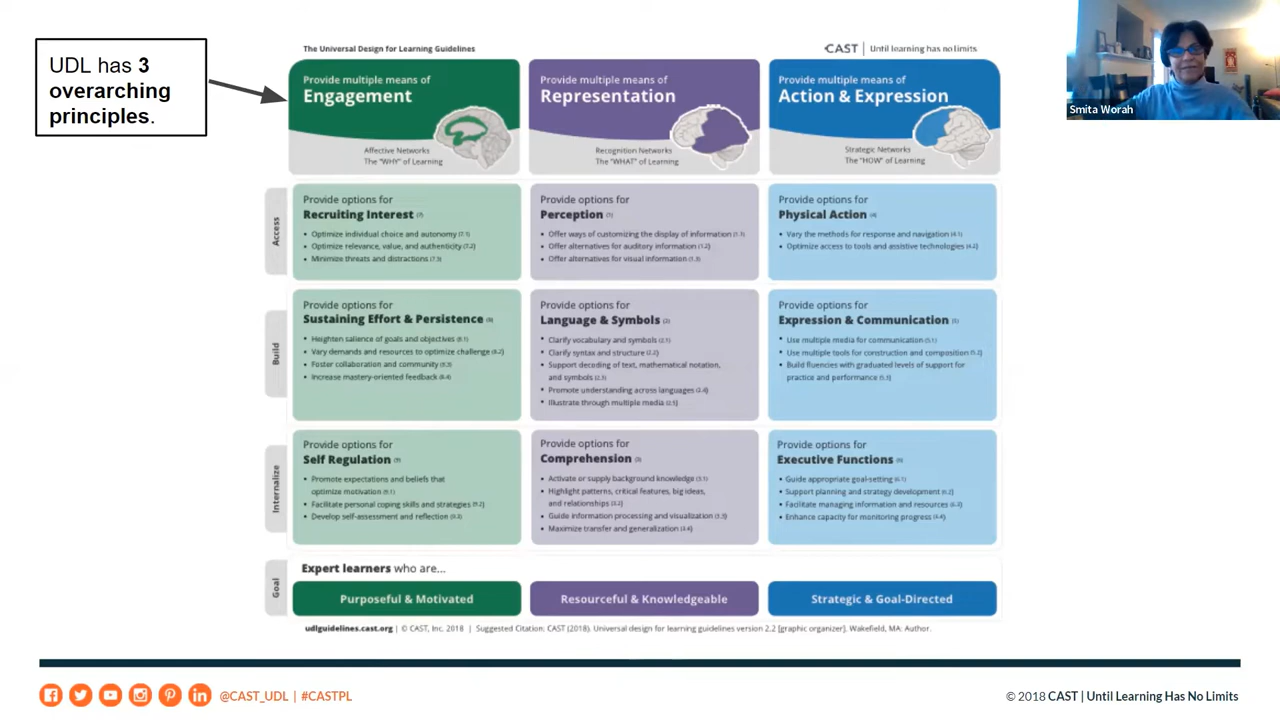 UDL has 3
overarching
principles.
The Universal Design for Learning Guidelines
CAST | Until learning has no limits
Provide multiple means of
Engagement
Affective Networks
The "WHY" of Learning
Provide multiple means of
Representation
Recognition Networks
The "WHAT" of Learning
Provide multiple means of
Action & Expression
Strategic Networks
The "HOW" of Learning
Smita Worah
Access
Provide options for
Recruiting Interest (7)
• Optimize individual choice and autonomy (7.1)
• Optimize relevance, value, and authenticity (7.2)
• Minimize threats and distractions (7.3)
Provide options for
Perception (1)
• Offer ways of customizing the display of information (1.1)
• Offer alternatives for auditory information (1.2)
• Offer alternatives for visual information (1.3)
Provide options for
Physical Action (4)
• Vary the methods for response and navigation (4.1)
• Optimize access to tools and assistive technologies (4.2)
Build
Provide options for
Sustaining Effort & Persistence (8)
• Heighten salience of goals and objectives (8.1)
• Vary demands and resources to optimize challenge (8.2)
• Foster collaboration and community (8.3)
• Increase mastery-oriented feedback (8.4)
Provide options for
Language & Symbols (2)
• Clarify vocabulary and symbols (2.1)
• Clarify syntax and structure (2.2)
• Support decoding of text, mathematical notation,
and symbols (2.3)
• Promote understanding across languages (2.4)
• Illustrate through multiple media (2.5)
Provide options for
Expression & Communication (5)
• Use multiple media for communication (5.1)
• Use multiple tools for construction and composition (5.2)
• Build fluencies with graduated levels of support for
practice and performance (5.3)
Internalize
Provide options for
Self Regulation (9)
• Promote expectations and beliefs that
optimize motivation (9.1)
• Facilitate personal coping skills and strategies (9.2)
• Develop self-assessment and reflection (9.3)
Provide options for
Comprehension (3)
• Activate or supply background knowledge (3.1)
• Highlight patterns, critical features, big ideas,
and relationships (3.2)
• Guide information processing and visualization (3.3)
• Maximize transfer and generalization (3.4)
Provide options for
Executive Functions (6)
• Guide appropriate goal-setting (6.1)
• Support planning and strategy development (6.2)
• Facilitate managing information and resources (6.3)
• Enhance capacity for monitoring progress (6.4)
Goal
Expert learners who are...
Purposeful & Motivated
Resourceful & Knowledgeable
Strategic & Goal-Directed
udlguidelines.cast.org | © CAST, Inc. 2018 | Suggested Citation: CAST (2018). Universal design for learning guidelines version 2.2 [graphic organizer]. Wakefield, MA: Author.
@CAST_UDL | #CASTPL
© 2018 CAST | Until Learning Has No Limits